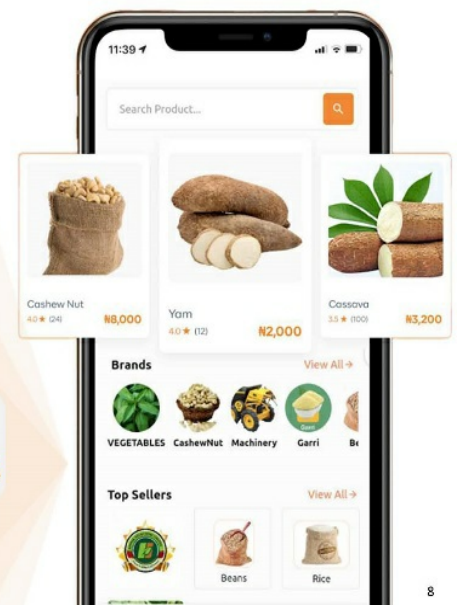 11:39
Search Product...
Cashew Nut
4.0 ★ (24) ₦8,000
Yam
4.0 ★ (12) ₦2,000
Cassava
3.5 ★ (100) ₦3,200
Brands View All →
VEGETABLES CashewNut Machinery Garri Be
Top Sellers View All →
Beans Rice
8